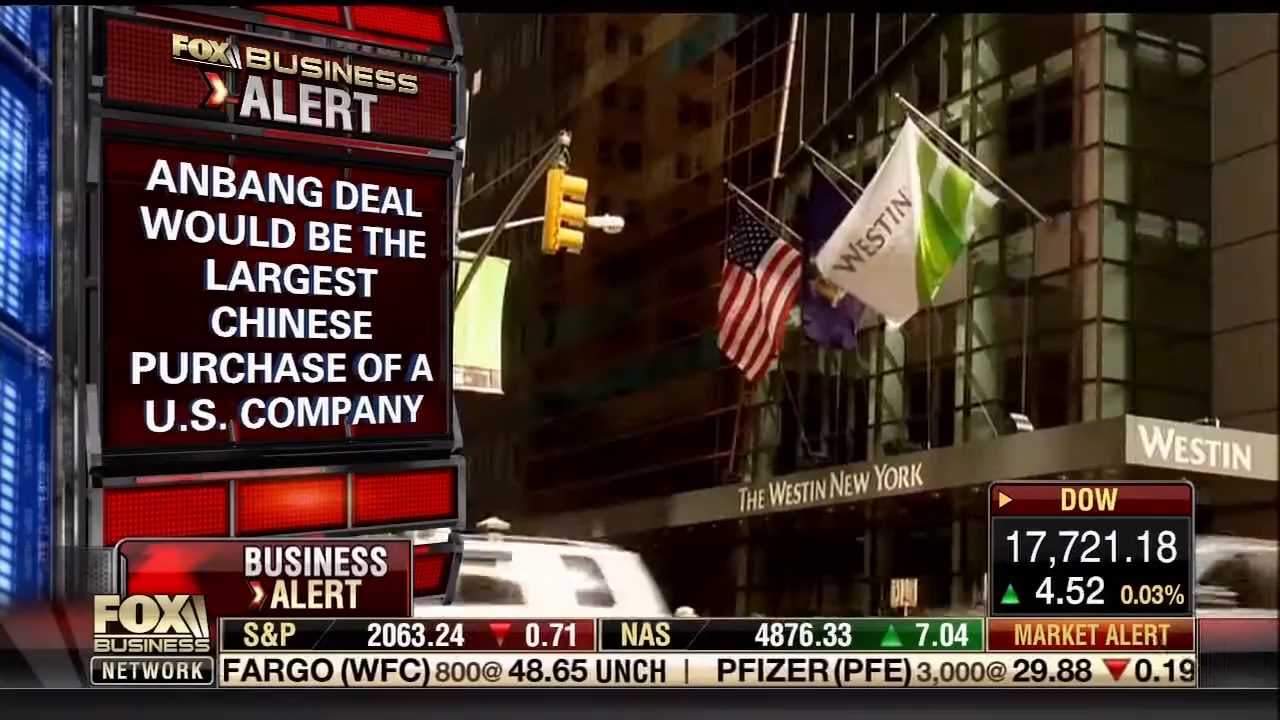 FOX BUSINESS
ALERT
ANBANG DEAL
WOULD BE THE
LARGEST
CHINESE
PURCHASE OF A
U.S. COMPANY
WESTIN
WESTIN
THE WESTIN NEW YORK
DOW
17,721.18
4.52 0.03%
MARKET ALERT
BUSINESS
ALERT
FOX
BUSINESS
NETWORK
S&P 2063.24 0.71 NAS 4876.33 7.04
FARGO (WFC) 800@ 48.65 UNCH | PFIZER (PFE) 3,000@ 29.88 0.19